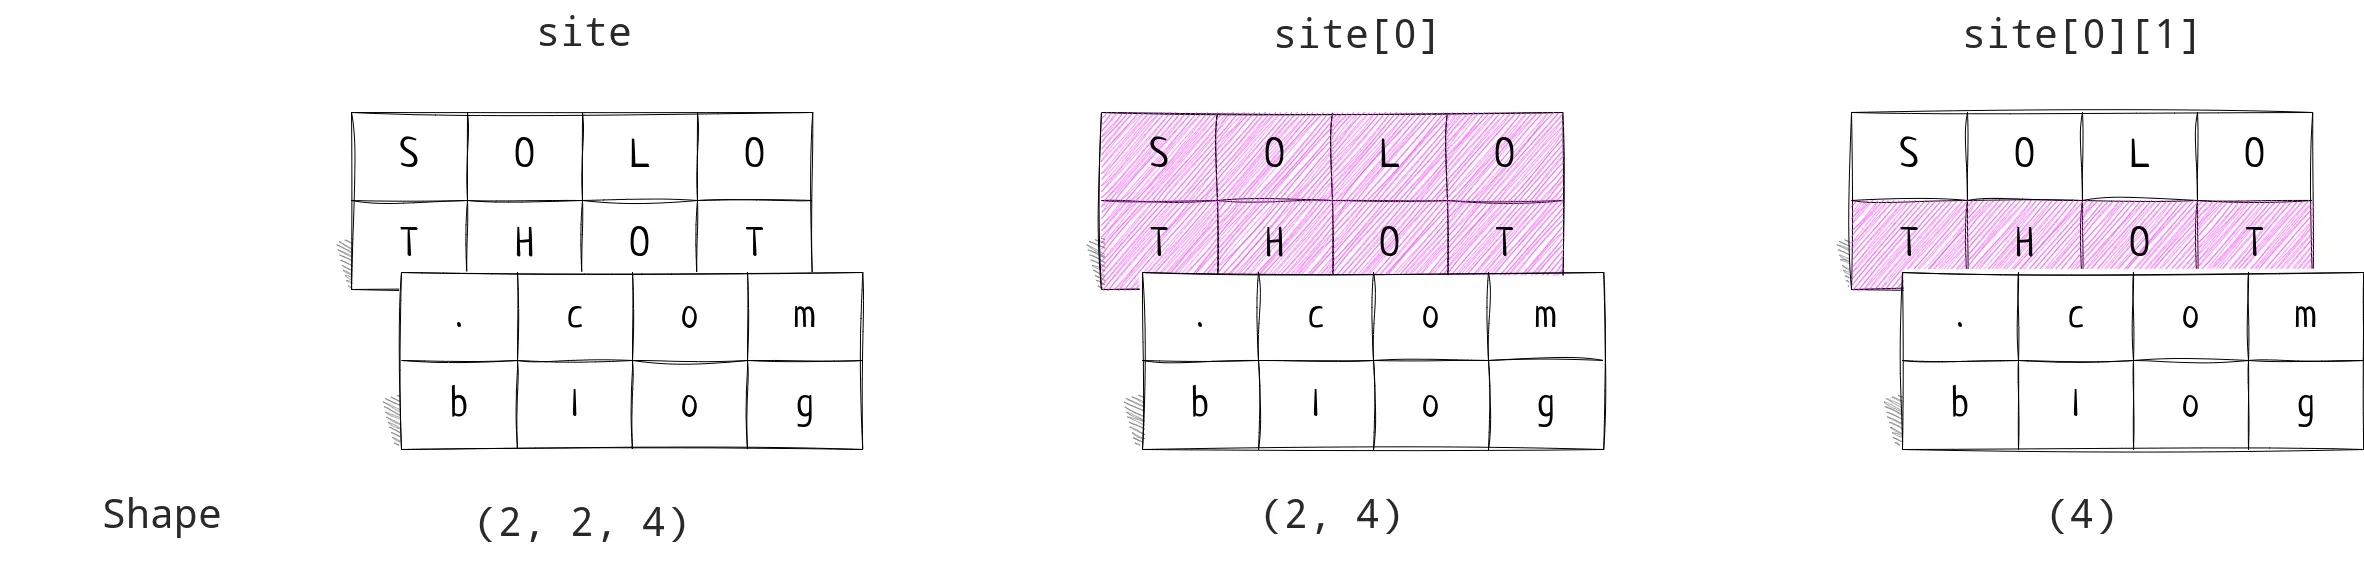 site
S O L O
T H O T
. c o m
b l o g
site[0]
S O L O
T H O T
. c o m
b l o g
site[0][1]
S O L O
T H O T
. c o m
b l o g
Shape
(2, 2, 4)
(2, 4)
(4)